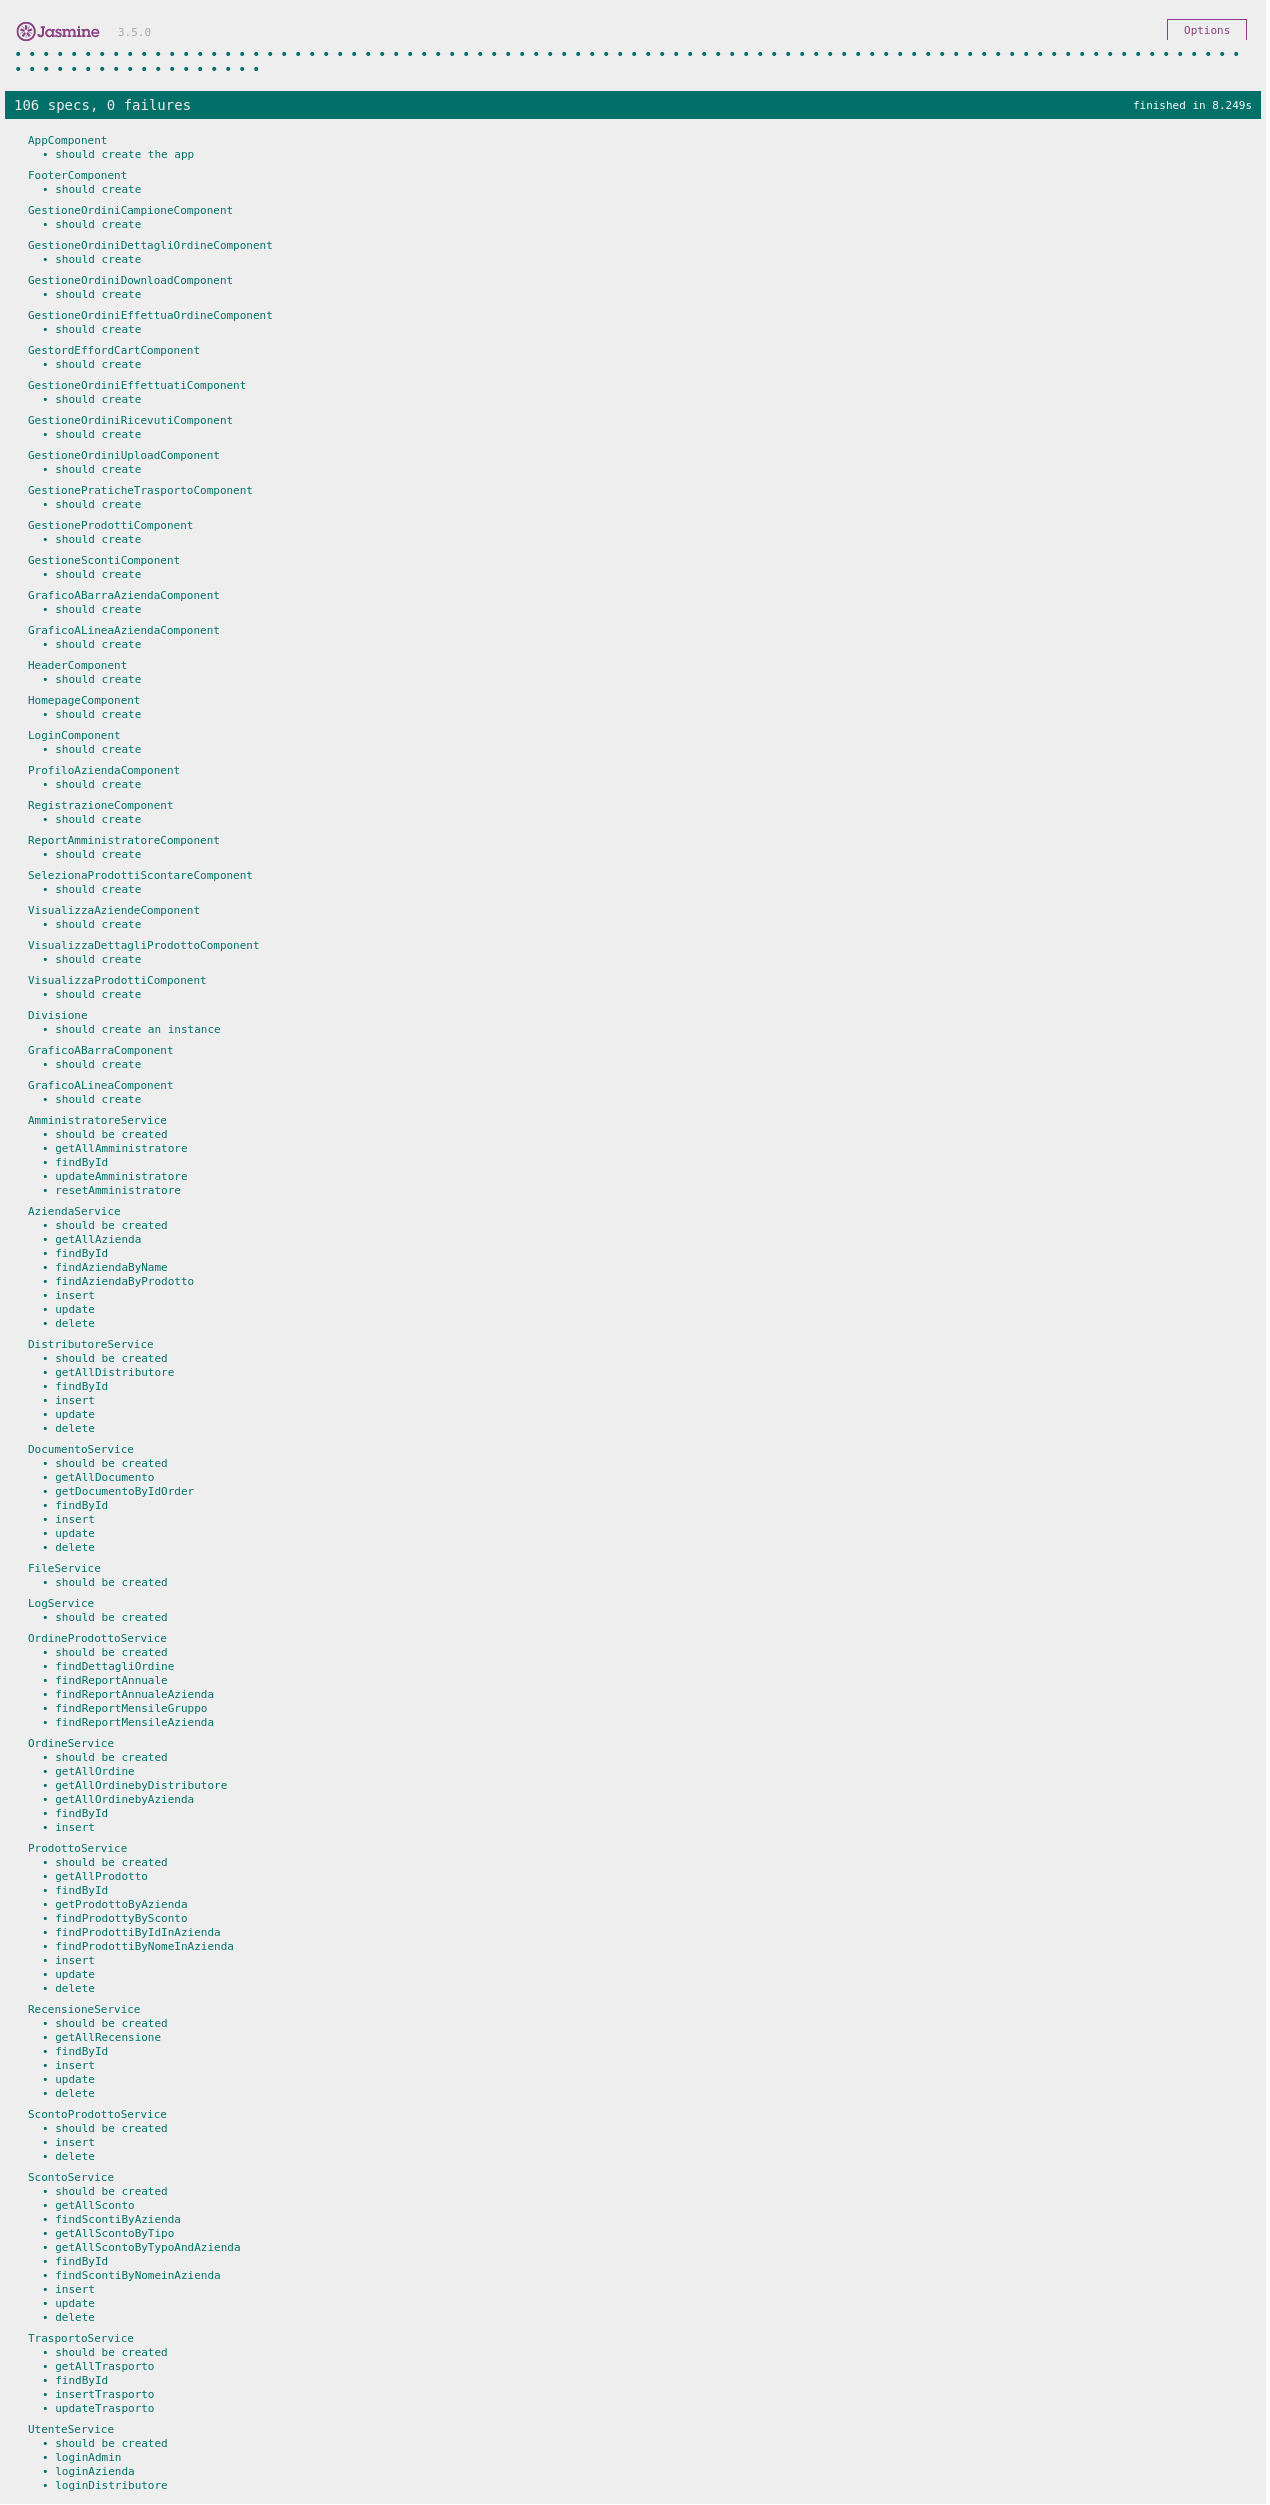 Jasmine 3.5.0 Options
106 specs, 0 failures finished in 8.249s
AppComponent
• should create the app
FooterComponent
• should create
GestioneOrdiniCampioneComponent
• should create
GestioneOrdiniDettagliOrdineComponent
• should create
GestioneOrdiniDownloadComponent
• should create
GestioneOrdiniEffettuaOrdineComponent
• should create
GestordEffordCartComponent
• should create
GestioneOrdiniEffettuatiComponent
• should create
GestioneOrdiniRicevutiComponent
• should create
GestioneOrdiniUploadComponent
• should create
GestionePraticheTrasportoComponent
• should create
GestioneProdottiComponent
• should create
GestioneScontiComponent
• should create
GraficoABarraAziendaComponent
• should create
GraficoALineaAziendaComponent
• should create
HeaderComponent
• should create
HomepageComponent
• should create
LoginComponent
• should create
ProfiloAziendaComponent
• should create
RegistrazioneComponent
• should create
ReportAmministratoreComponent
• should create
SelezionaProdottiScontareComponent
• should create
VisualizzaAziendeComponent
• should create
VisualizzaDettagliProdottoComponent
• should create
VisualizzaProdottiComponent
• should create
Divisione
• should create an instance
GraficoABarraComponent
• should create
GraficoALineaComponent
• should create
AmministratoreService
• should be created
• getAllAmministratore
• findById
• updateAmministratore
• resetAmministratore
AziendaService
• should be created
• getAllAzienda
• findById
• findAziendaByName
• findAziendaByProdotto
• insert
• update
• delete
DistributoreService
• should be created
• getAllDistributore
• findById
• insert
• update
• delete
DocumentoService
• should be created
• getAllDocumento
• getDocumentoByIdOrder
• findById
• insert
• update
• delete
FileService
• should be created
LogService
• should be created
OrdineProdottoService
• should be created
• findDettagliOrdine
• findReportAnnuale
• findReportAnnualeAzienda
• findReportMensileGruppo
• findReportMensileAzienda
OrdineService
• should be created
• getAllOrdine
• getAllOrdinebyDistributore
• getAllOrdinebyAzienda
• findById
• insert
ProdottoService
• should be created
• getAllProdotto
• findById
• getProdottoByAzienda
• findProdottyBySconto
• findProdottiByIdInAzienda
• findProdottiByNomeInAzienda
• insert
• update
• delete
RecensioneService
• should be created
• getAllRecensione
• findById
• insert
• update
• delete
ScontoProdottoService
• should be created
• insert
• delete
ScontoService
• should be created
• getAllSconto
• findScontiByAzienda
• getAllScontoByTipo
• getAllScontoByTypoAndAzienda
• findById
• findScontiByNomeinAzienda
• insert
• update
• delete
TrasportoService
• should be created
• getAllTrasporto
• findById
• insertTrasporto
• updateTrasporto
UtenteService
• should be created
• loginAdmin
• loginAzienda
• loginDistributore